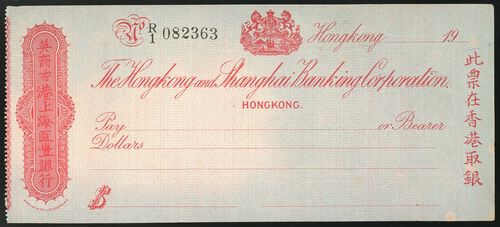 No R/1 082363
Hongkong 19
The Hongkong and Shanghai Banking Corporation.
HONGKONG.
Pay or Bearer
Dollars
$
英商香港上海滙豐銀行
此票在香港取銀